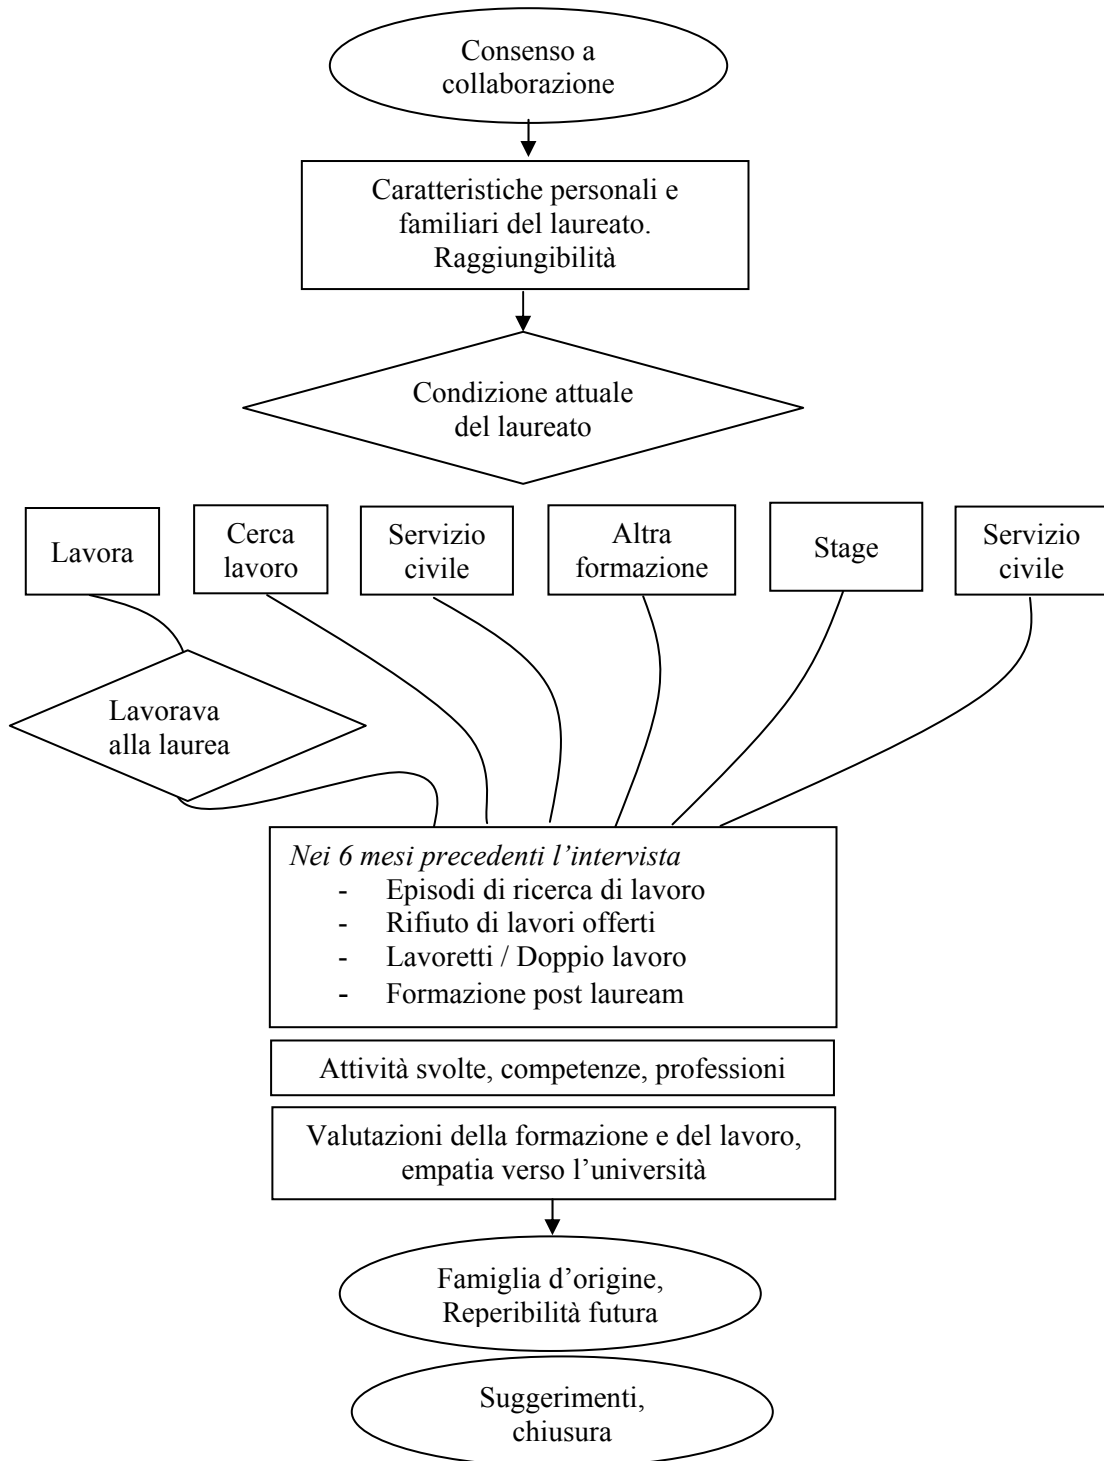 Consenso a
collaborazione
Caratteristiche personali e
familiari del laureato.
Raggiungibilità
Condizione attuale
del laureato
Lavora
Cerca
lavoro
Servizio
civile
Altra
formazione
Stage
Servizio
civile
Lavorava
alla laurea
Nei 6 mesi precedenti l’intervista
- Episodi di ricerca di lavoro
- Rifiuto di lavori offerti
- Lavoretti / Doppio lavoro
- Formazione post lauream
Attività svolte, competenze, professioni
Valutazioni della formazione e del lavoro,
empatia verso l’università
Famiglia d’origine,
Reperibilità futura
Suggerimenti,
chiusura